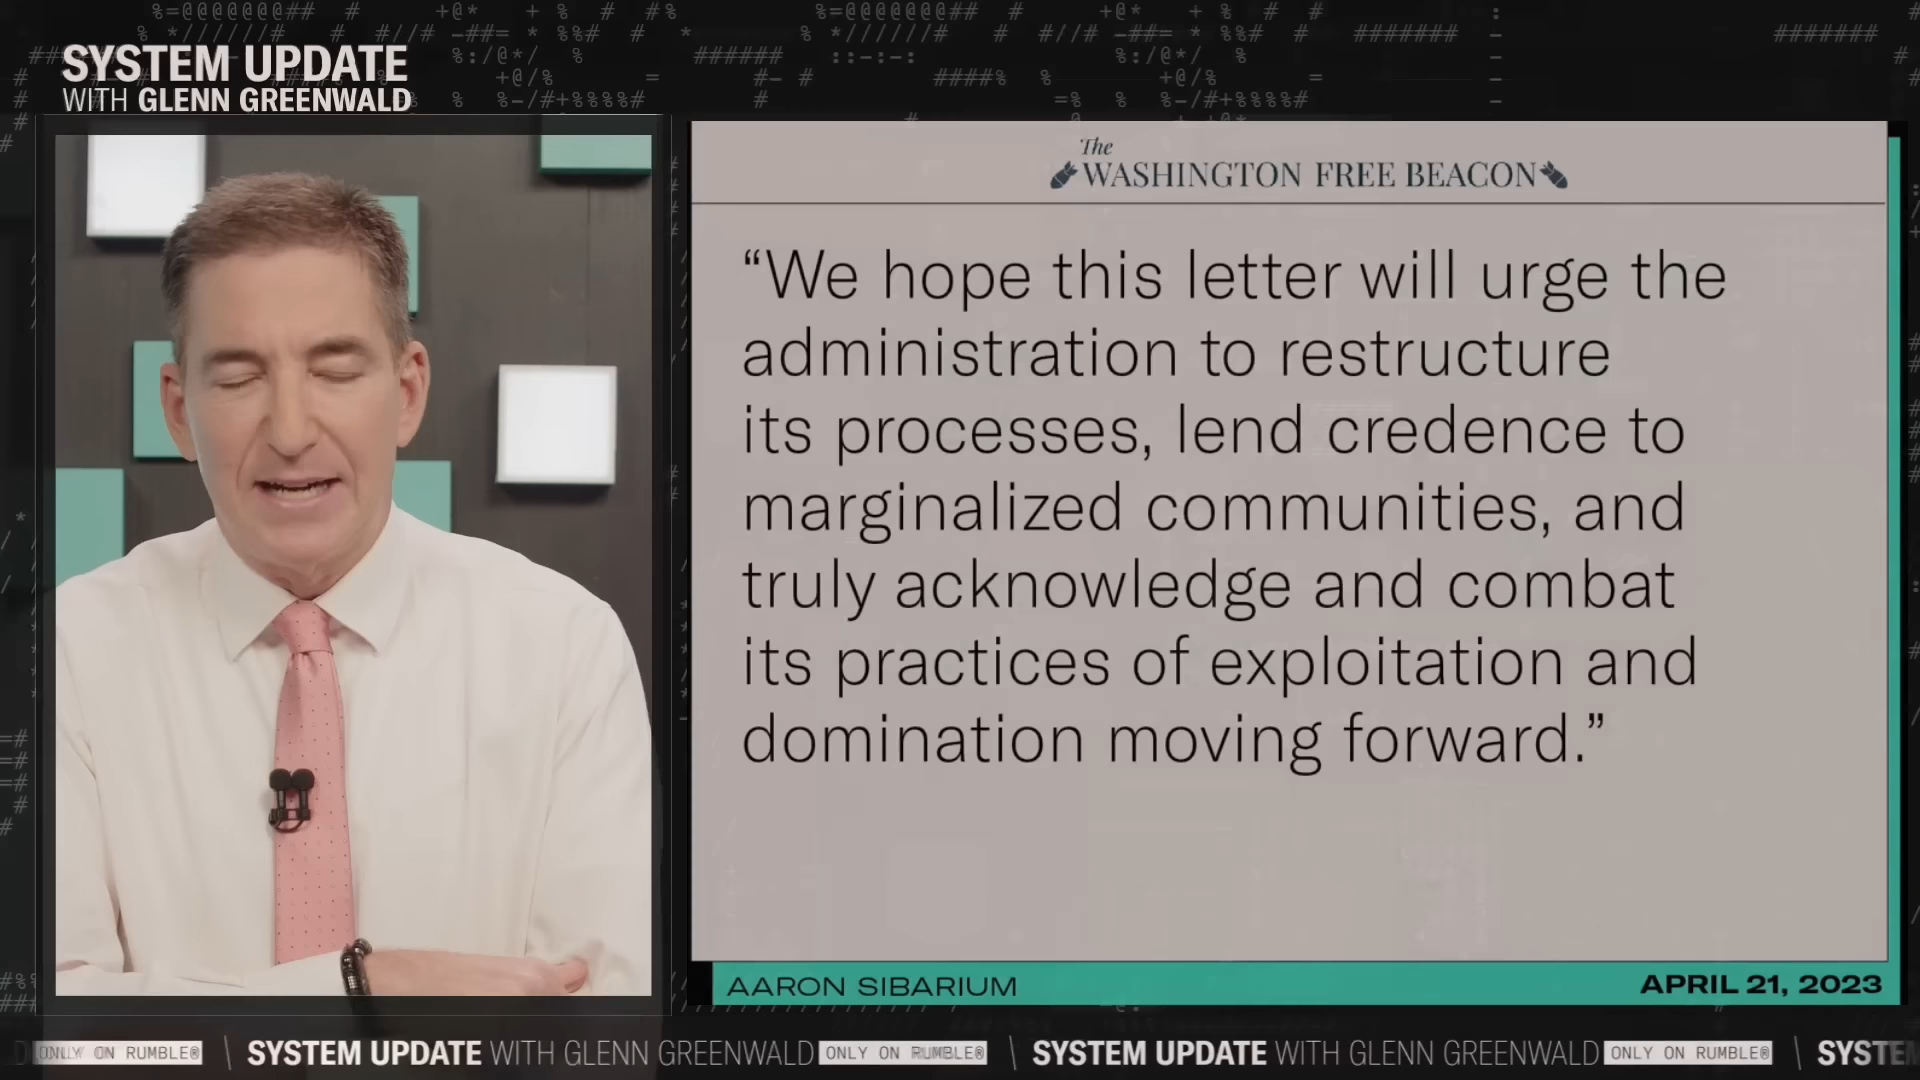 SYSTEM UPDATE
WITH GLENN GREENWALD
The
WASHINGTON FREE BEACON
“We hope this letter will urge the
administration to restructure
its processes, lend credence to
marginalized communities, and
truly acknowledge and combat
its practices of exploitation and
domination moving forward.”
AARON SIBARIUM
APRIL 21, 2023
ONLY ON RUMBLE® \ SYSTEM UPDATE WITH GLENN GREENWALD ONLY ON RUMBLE® \ SYSTEM UPDATE WITH GLENN GREENWALD ONLY ON RUMBLE® \ SYSTE